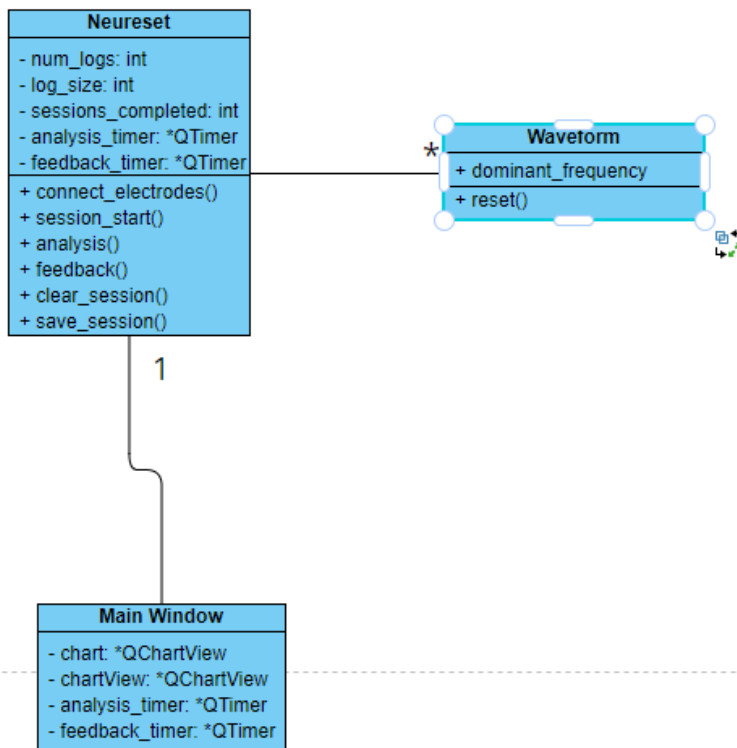 Neureset
- num_logs: int
- log_size: int
- sessions_completed: int
- analysis_timer: *QTimer
- feedback_timer: *QTimer
+ connect_electrodes()
+ session_start()
+ analysis()
+ feedback()
+ clear_session()
+ save_session()
*
Waveform
+ dominant_frequency
+ reset()
1
Main Window
- chart: *QChartView
- chartView: *QChartView
- analysis_timer: *QTimer
- feedback_timer: *QTimer